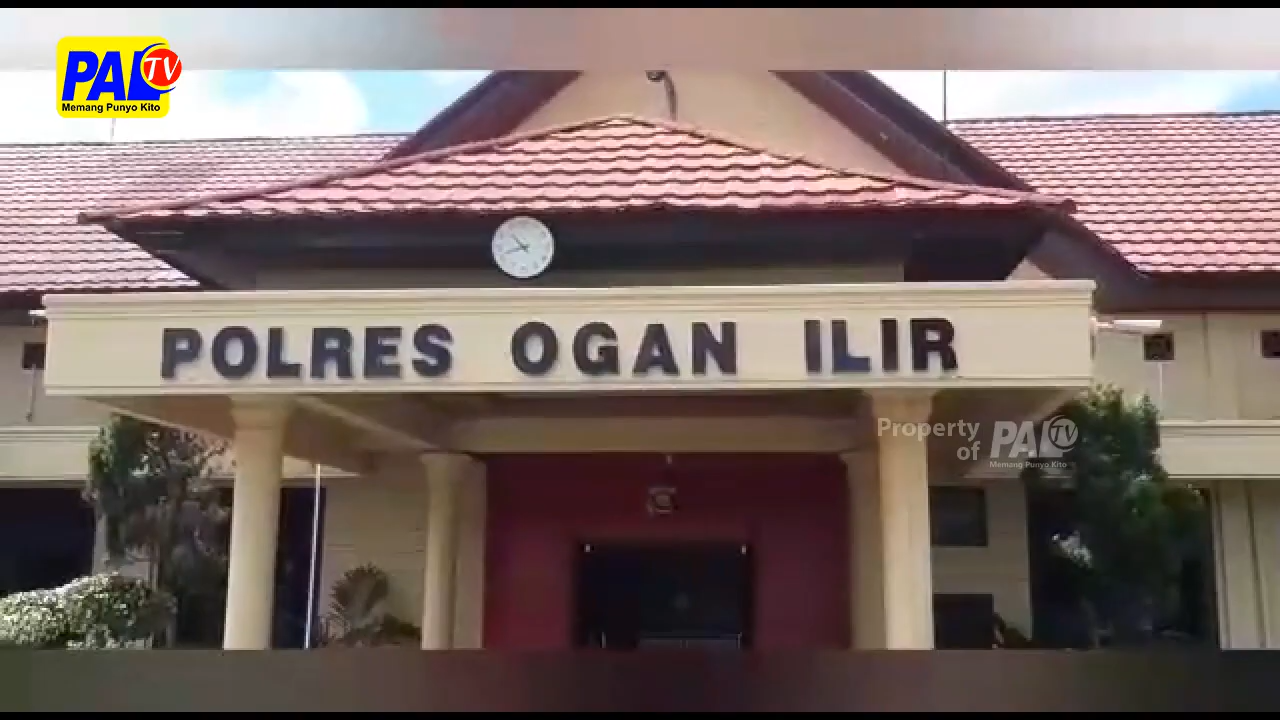 PAL TV
Memang Punyo Kito
POLRES OGAN ILIR
Property of PAL TV
Memang Punyo Kito